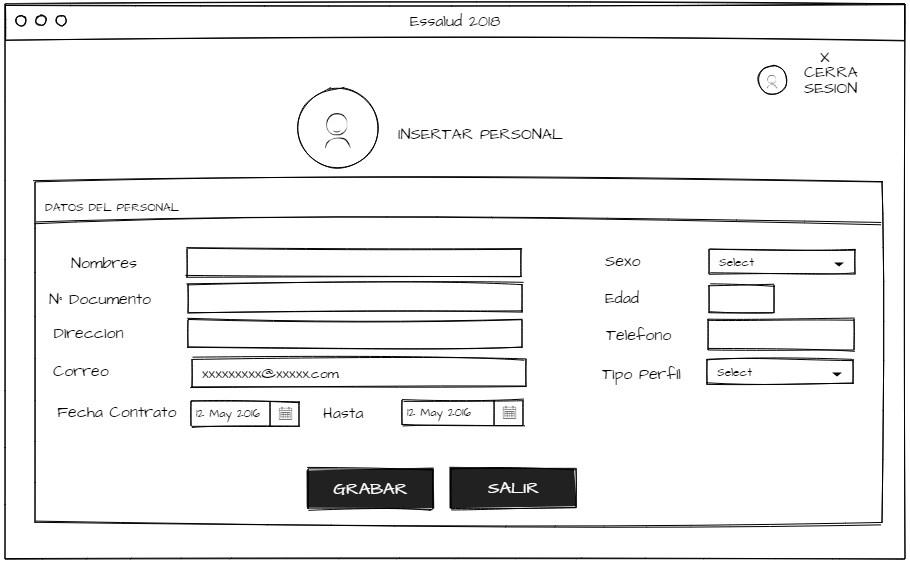 Essalud 2018
X
CERRA
SESION
INSERTAR PERSONAL
DATOS DEL PERSONAL
Nombres
Sexo
Select
Nº Documento
Edad
Direccion
Telefono
Correo
xxxxxxxxx@xxxxx.com
Tipo Perfil
Select
Fecha Contrato
12 May 2016
Hasta
12 May 2016
GRABAR
SALIR